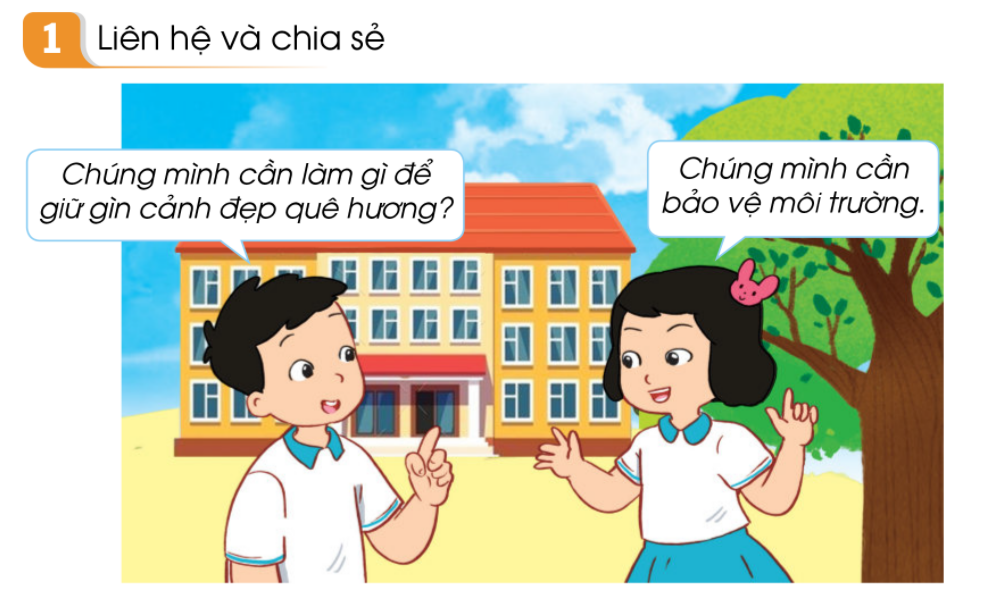 1 Liên hệ và chia sẻ
Chúng mình cần làm gì để
giữ gìn cảnh đẹp quê hương?
Chúng mình cần
bảo vệ môi trường.